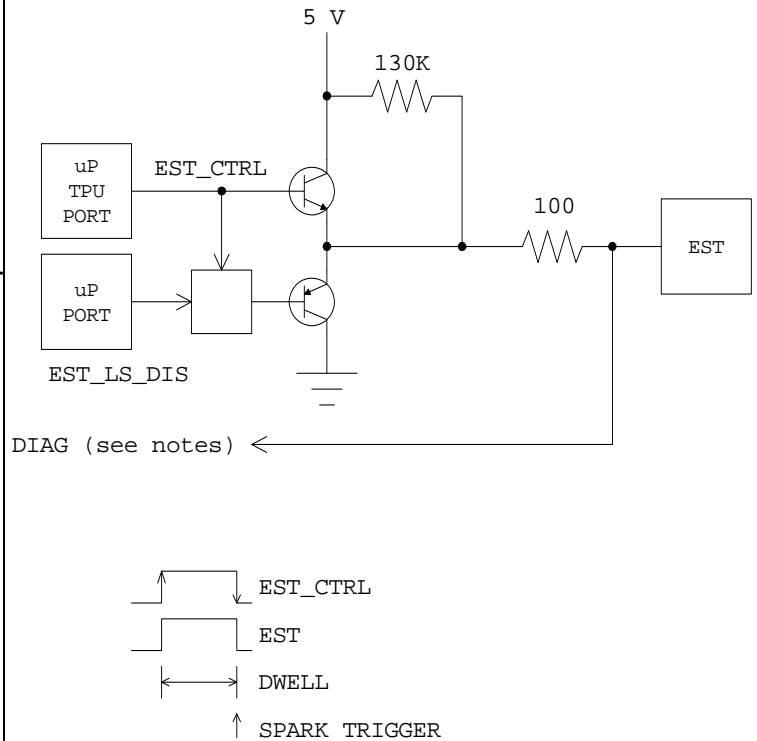 5 V
130K
uP
TPU
PORT
EST_CTRL
100
EST
uP
PORT
EST_LS_DIS
DIAG (see notes)
EST_CTRL
EST
DWELL
SPARK TRIGGER